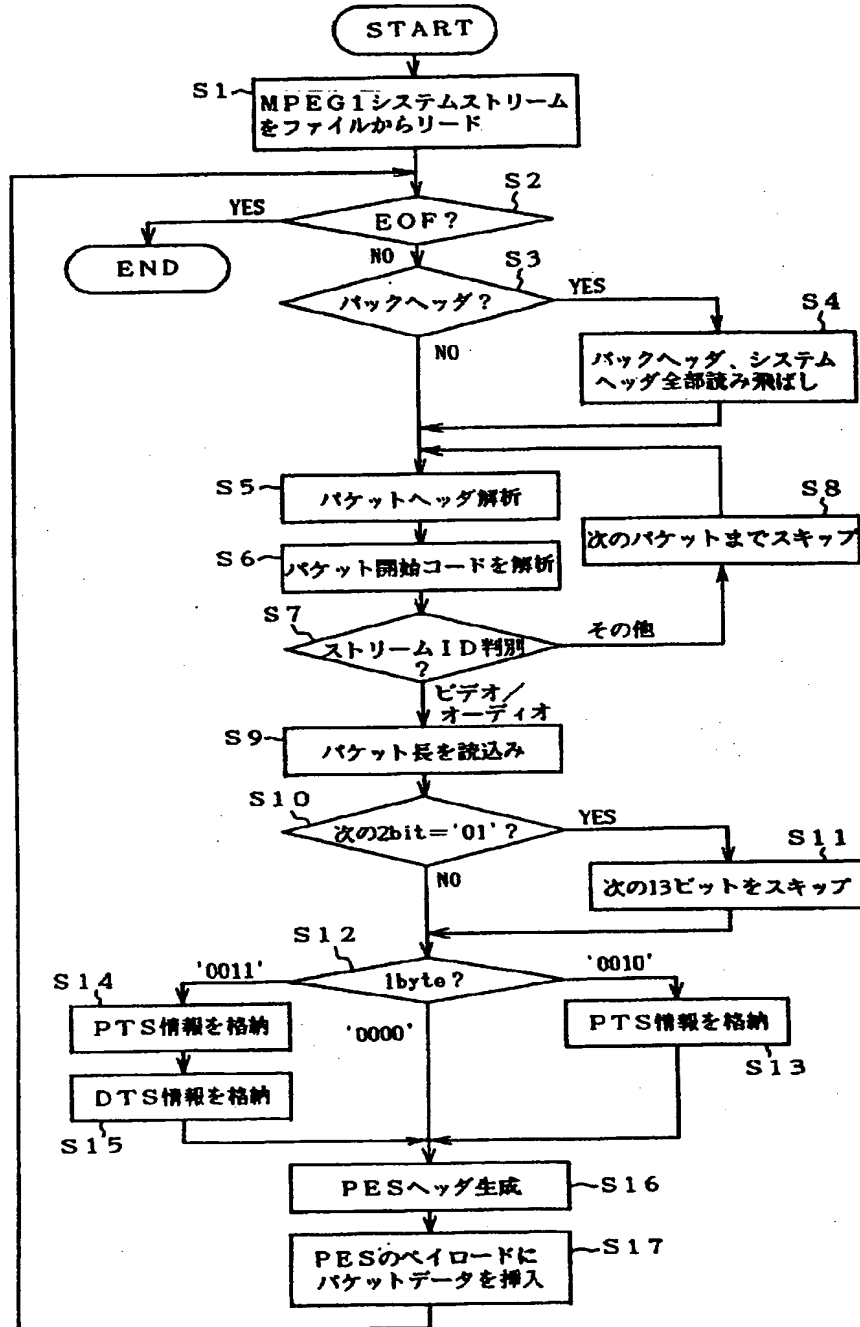 START
S1
MPEG1システムストリーム
をファイルからリード
S2
YES
EOF?
END
NO
S3
パックヘッダ?
YES
NO
S4
パックヘッダ、システム
ヘッダ全部読み飛ばし
S5
パケットヘッダ解析
S8
次のパケットまでスキップ
S6
パケット開始コードを解析
S7
ストリームID判別
?
その他
ビデオ/
オーディオ
S9
パケット長を読込み
S10
次の2bit='01'?
YES
NO
S11
次の13ビットをスキップ
S12
1byte?
'0011'
'0010'
'0000'
S14
PTS情報を格納
PTS情報を格納
S13
DTS情報を格納
S15
PESヘッダ生成
S16
PESのペイロードに
パケットデータを挿入
S17